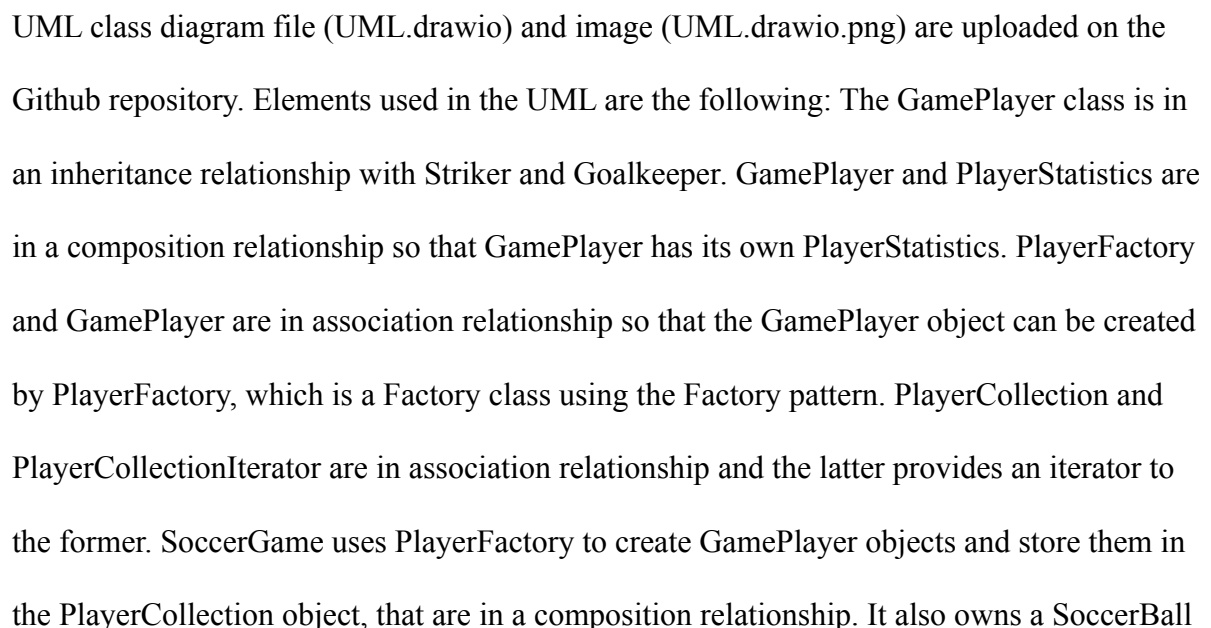 UML class diagram file (UML.drawio) and image (UML.drawio.png) are uploaded on the
Github repository. Elements used in the UML are the following: The GamePlayer class is in
an inheritance relationship with Striker and Goalkeeper. GamePlayer and PlayerStatistics are
in a composition relationship so that GamePlayer has its own PlayerStatistics. PlayerFactory
and GamePlayer are in association relationship so that the GamePlayer object can be created
by PlayerFactory, which is a Factory class using the Factory pattern. PlayerCollection and
PlayerCollectionIterator are in association relationship and the latter provides an iterator to
the former. SoccerGame uses PlayerFactory to create GamePlayer objects and store them in
the PlayerCollection object, that are in a composition relationship. It also owns a SoccerBall